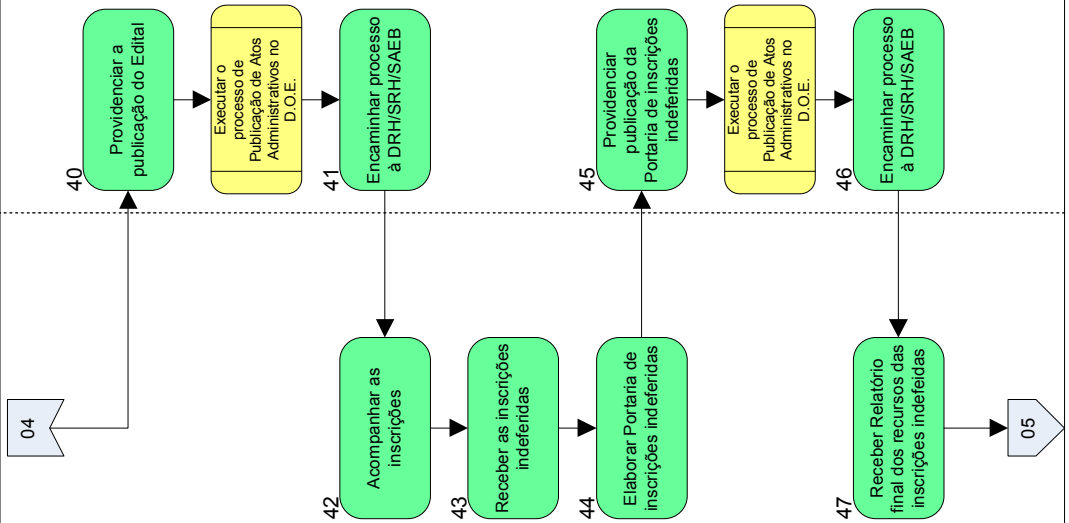 04
40
Providenciar a
publicação do Edital
Executar o
processo de
Publicação de Atos
Administrativos no
D.O.E.
41
Encaminhar processo
à DRH/SRH/SAEB
42
Acompanhar as
inscrições
43
Receber as inscrições
indeferidas
44
Elaborar Portaria de
inscrições indeferidas
45
Providenciar
publicação da
Portaria de inscrições
indeferidas
Executar o
processo de
Publicação de Atos
Administrativos no
D.O.E.
46
Encaminhar processo
à DRH/SRH/SAEB
47
Receber Relatório
final dos recursos das
inscrições indefeidas
05